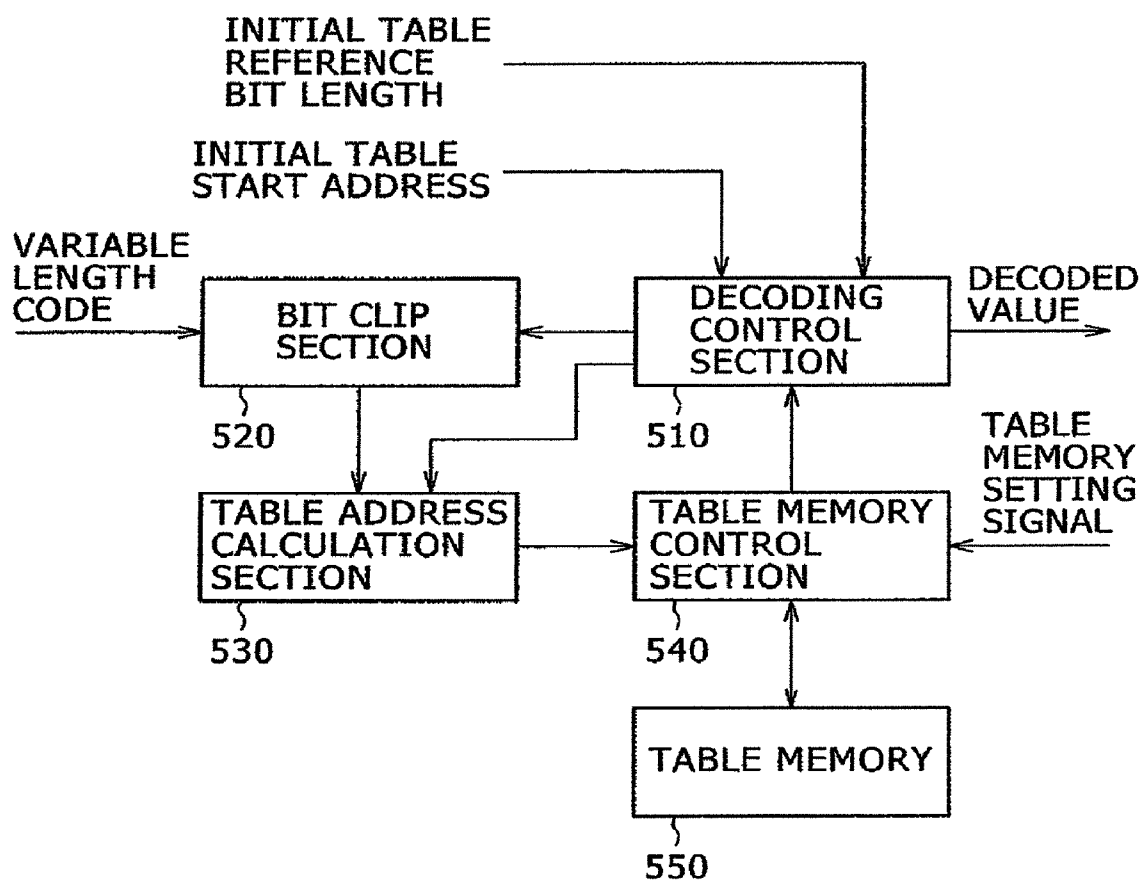 INITIAL TABLE
REFERENCE
BIT LENGTH
INITIAL TABLE
START ADDRESS
VARIABLE
LENGTH
CODE
BIT CLIP
SECTION
520
DECODING
CONTROL
SECTION
510
DECODED
VALUE
TABLE
MEMORY
SETTING
SIGNAL
TABLE ADDRESS
CALCULATION
SECTION
530
TABLE MEMORY
CONTROL
SECTION
540
TABLE MEMORY
550